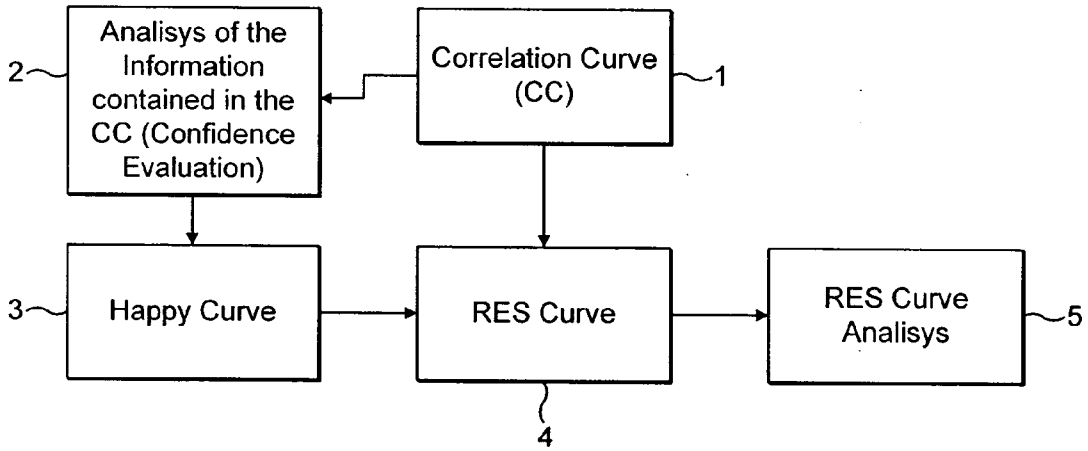 2
Analisys of the
Information
contained in the
CC (Confidence
Evaluation)
Correlation Curve
(CC)
1
3
Happy Curve
RES Curve
4
RES Curve
Analisys
5